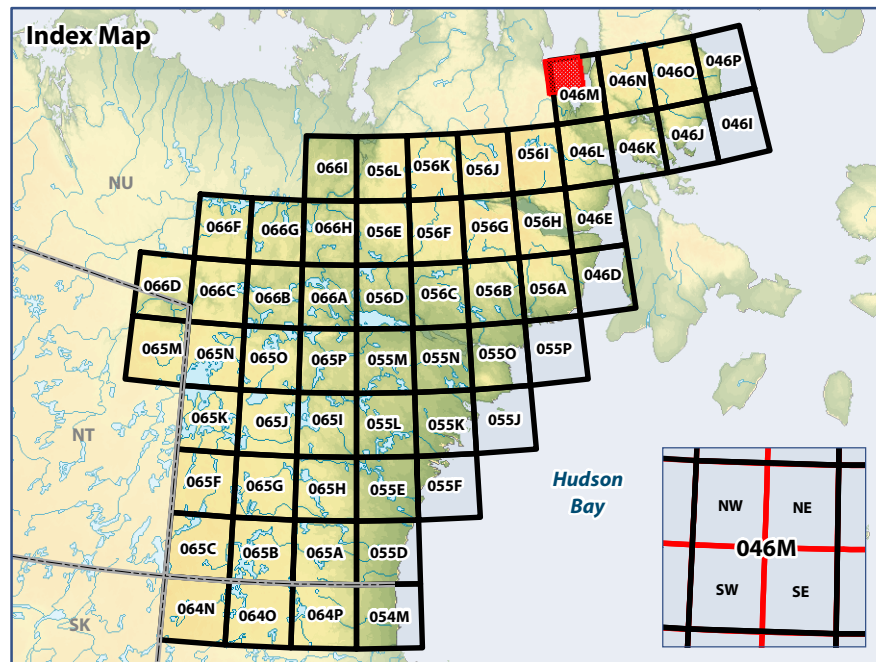 Index Map
046M 046N 046O 046P
066I 056L 056K 056J 056I 046L 046K 046J 046I
NU
066F 066G 066H 056E 056F 056G 056H 046E
066D 066C 066B 066A 056D 056C 056B 056A 046D
065M 065N 065O 065P 055M 055N 055O 055P
NT
065K 065J 065I 055L 055K 055J
065F 065G 065H 055E 055F
Hudson
Bay
065C 065B 065A 055D
SK
064N 064O 064P 054M
NW NE
046M
SW SE